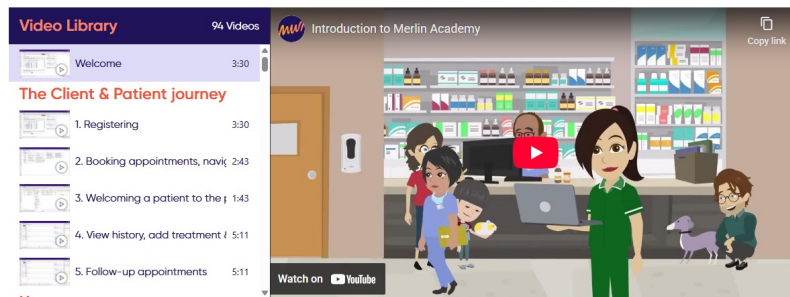 Video Library 94 Videos
Welcome 3:30
The Client & Patient journey
1. Registering 3:30
2. Booking appointments, navig 2:43
3. Welcoming a patient to the 1:43
4. View history, add treatment 5:11
5. Follow-up appointments 5:11
Introduction to Merlin Academy
Copy link
Watch on YouTube